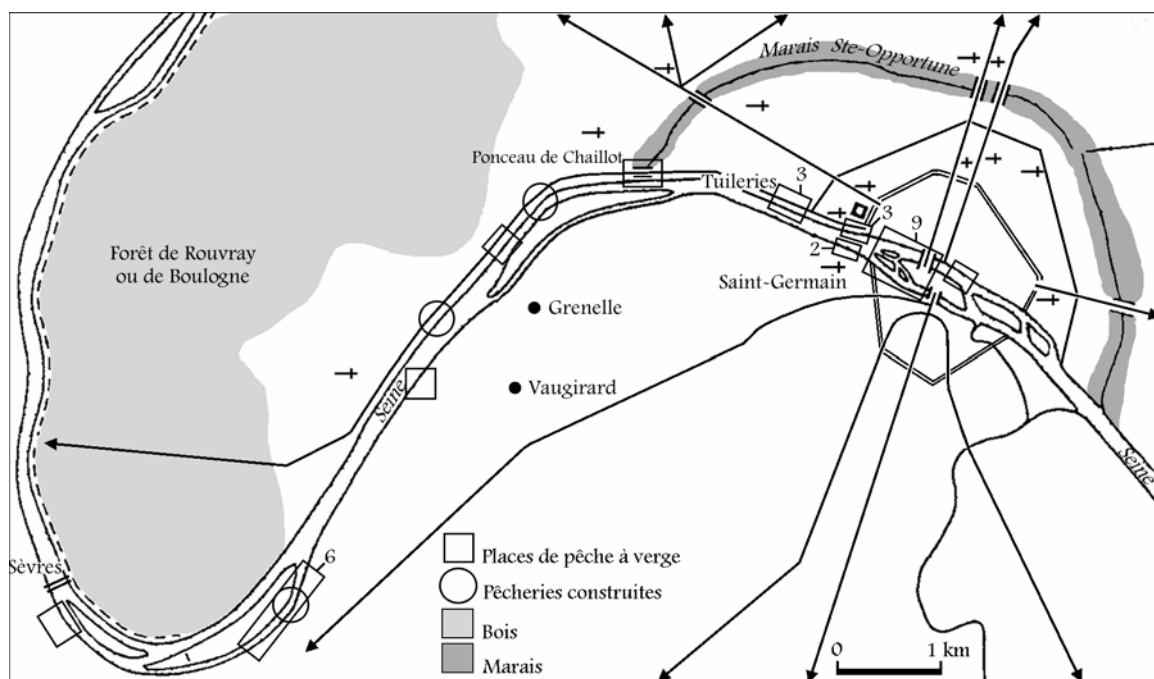 Marais Ste-Opportune
Ponceau de Chaillot
Tuileries
3
3
9
2
Forêt de Rouvray
ou de Boulogne
Saint-Germain
Grenelle
Vaugirard
Seine
Seine
Sèvres
6
Places de pêche à verge
Pêcheries construites
Bois
Marais
0
1 km